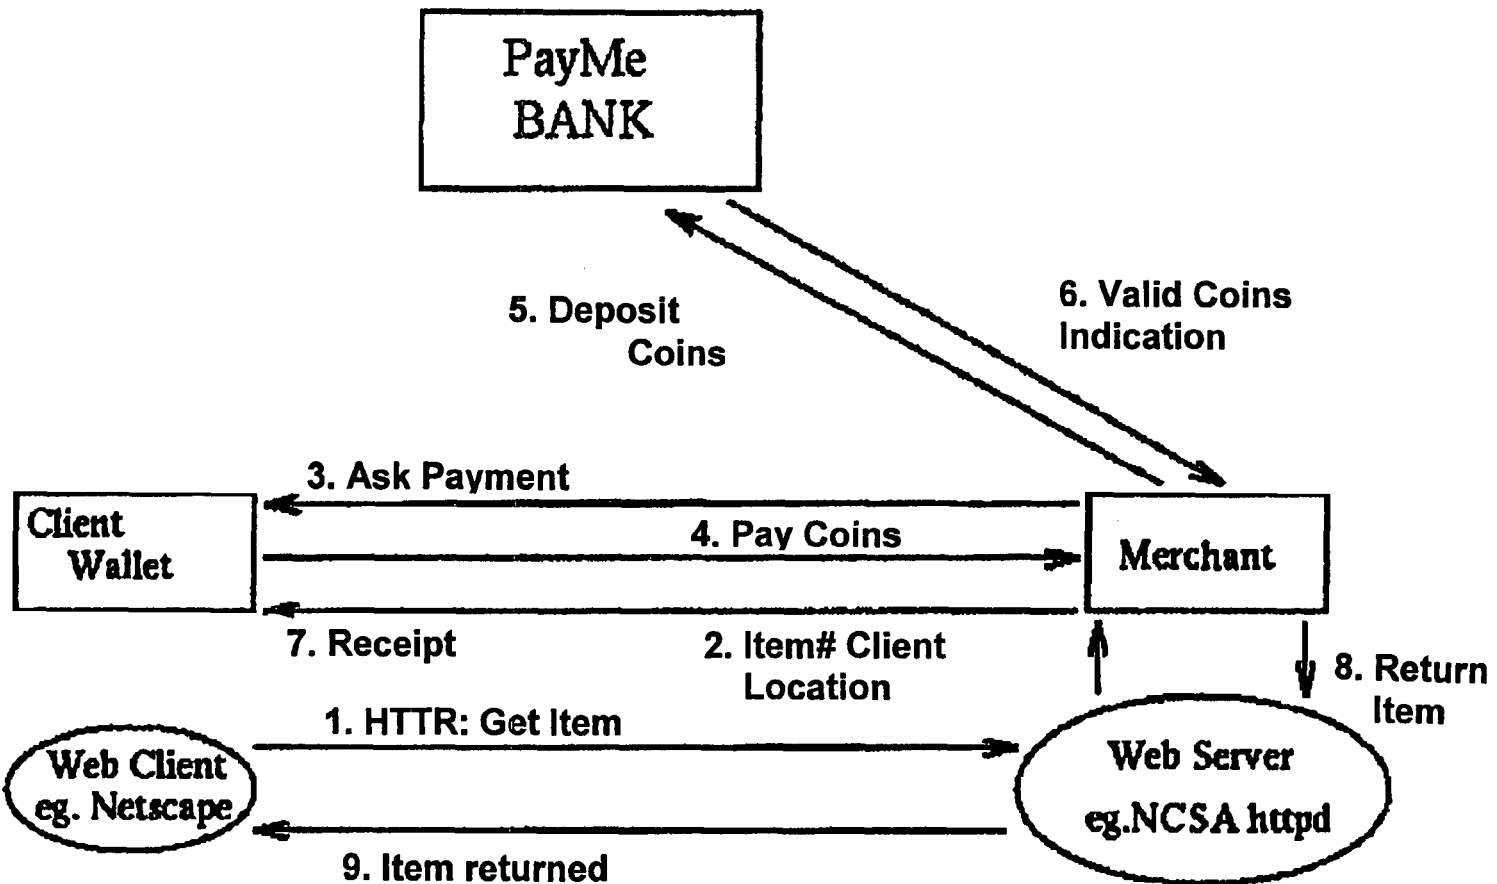 PayMe
BANK
5. Deposit
Coins
6. Valid Coins
Indication
3. Ask Payment
Client
Wallet
4. Pay Coins
Merchant
7. Receipt
2. Item# Client
Location
8. Return
Item
1. HTTR: Get Item
Web Client
eg. Netscape
Web Server
eg.NCSA httpd
9. Item returned